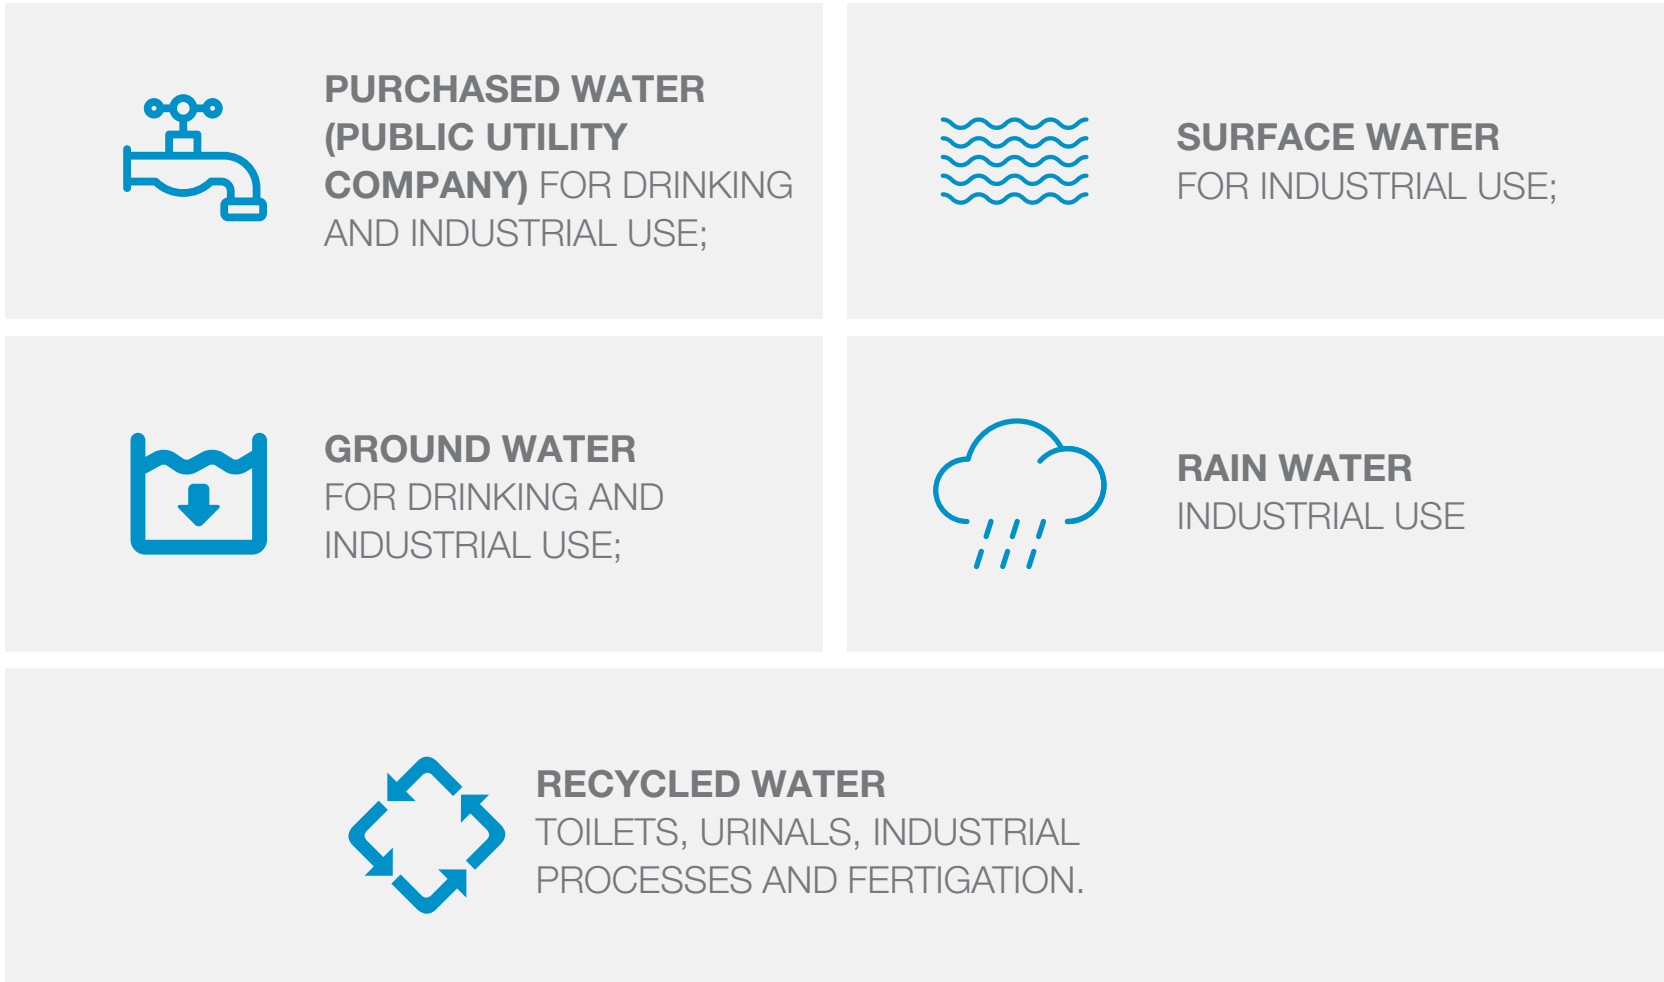 PURCHASED WATER
(PUBLIC UTILITY
COMPANY) FOR DRINKING
AND INDUSTRIAL USE;
SURFACE WATER
FOR INDUSTRIAL USE;
GROUND WATER
FOR DRINKING AND
INDUSTRIAL USE;
RAIN WATER
INDUSTRIAL USE
RECYCLED WATER
TOILETS, URINALS, INDUSTRIAL
PROCESSES AND FERTIGATION.